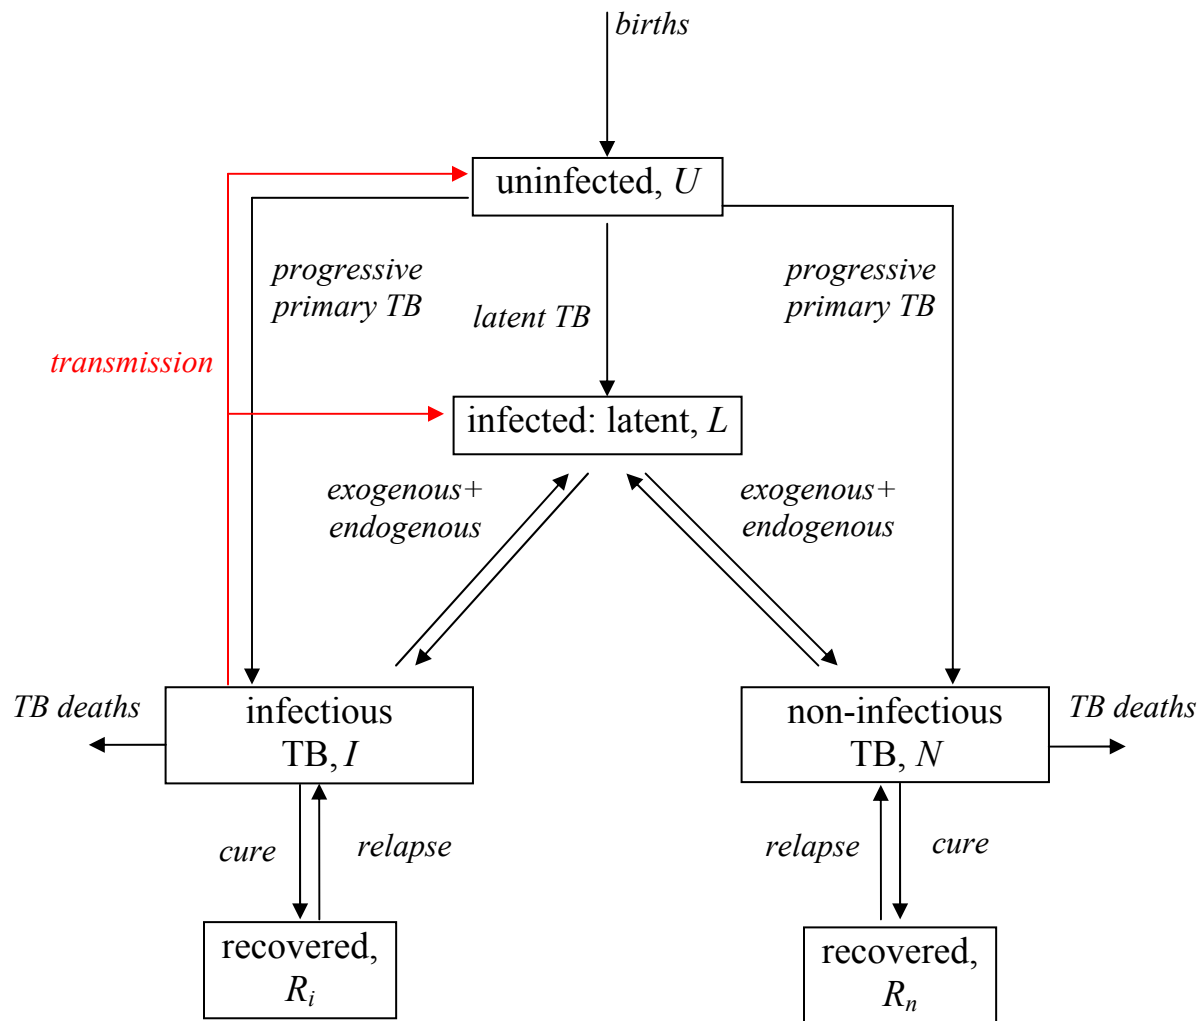 births
uninfected, U
progressive
primary TB
latent TB
progressive
primary TB
transmission
infected: latent, L
exogenous+
endogenous
exogenous+
endogenous
TB deaths
infectious
TB, I
non-infectious
TB, N
TB deaths
cure
relapse
relapse
cure
recovered,
Ri
recovered,
Rn